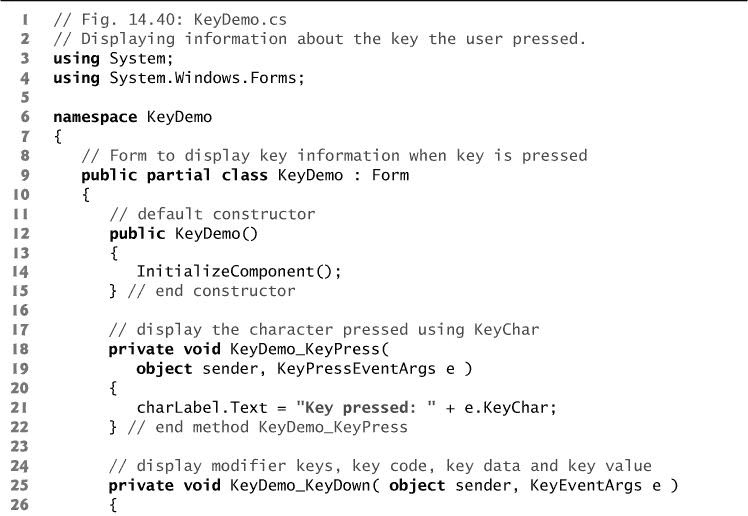 1 // Fig. 14.40: KeyDemo.cs
2 // Displaying information about the key the user pressed.
3 using System;
4 using System.Windows.Forms;
5
6 namespace KeyDemo
7 {
8 // Form to display key information when key is pressed
9 public partial class KeyDemo : Form
10 {
11 // default constructor
12 public KeyDemo()
13 {
14 InitializeComponent();
15 } // end constructor
16
17 // display the character pressed using KeyChar
18 private void KeyDemo_KeyPress(
19 object sender, KeyPressEventArgs e )
20 {
21 charLabel.Text = "Key pressed: " + e.KeyChar;
22 } // end method KeyDemo_KeyPress
23
24 // display modifier keys, key code, key data and key value
25 private void KeyDemo_KeyDown( object sender, KeyEventArgs e )
26 {